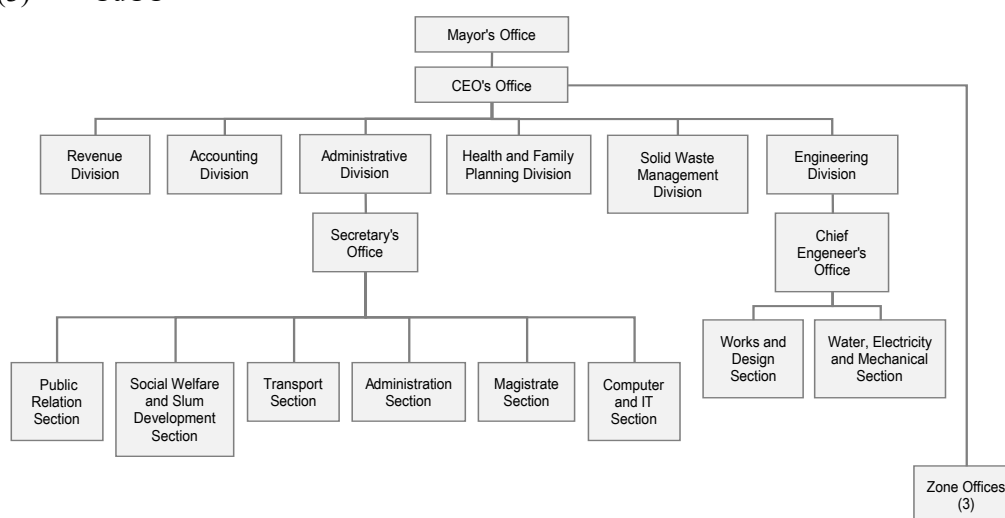 Mayor's Office
CEO's Office
Revenue
Division
Accounting
Division
Administrative
Division
Health and Family
Planning Division
Solid Waste
Management
Division
Engineering
Division
Secretary's
Office
Chief
Engeneer's
Office
Works and
Design
Section
Water, Electricity
and Mechanical
Section
Public
Relation
Section
Social Welfare
and Slum
Development
Section
Transport
Section
Administration
Section
Magistrate
Section
Computer
and IT
Section
Zone Offices
(3)